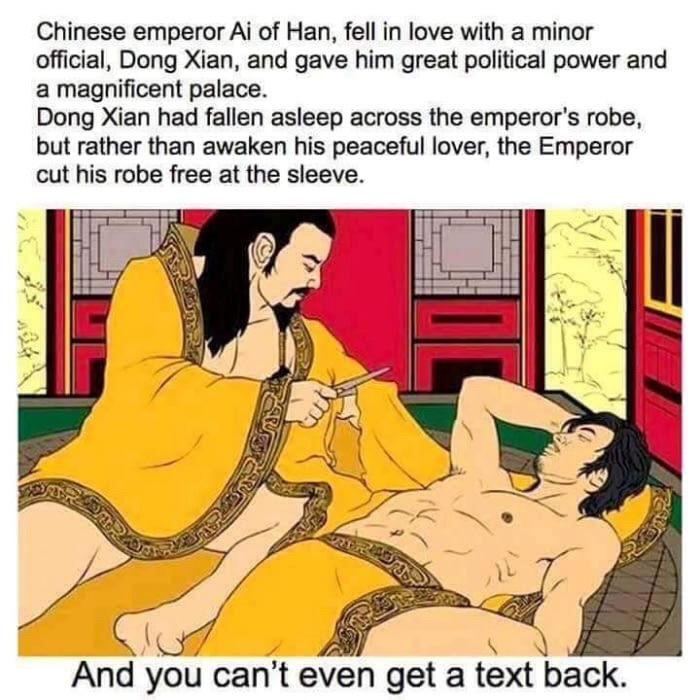 Chinese emperor Ai of Han, fell in love with a minor
official, Dong Xian, and gave him great political power and
a magnificent palace.
Dong Xian had fallen asleep across the emperor's robe,
but rather than awaken his peaceful lover, the Emperor
cut his robe free at the sleeve.
And you can't even get a text back.